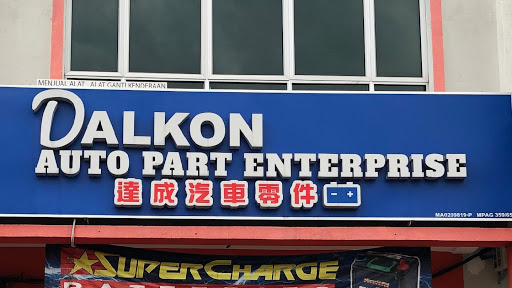 MENJUAL ALAT - ALAT GANTI KENDERAAN
DALKON
AUTO PART ENTERPRISE
達成汽車零件
MA0209819-P MPAG 359/65
SUPERCHARGE